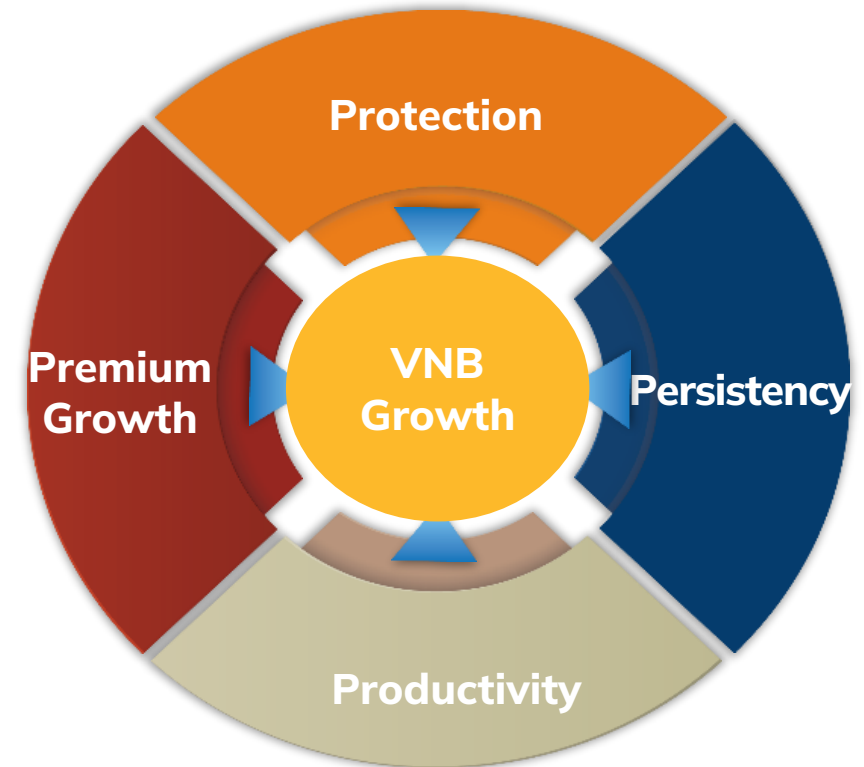 Protection
Premium
Growth
VNB
Growth
Persistency
Productivity